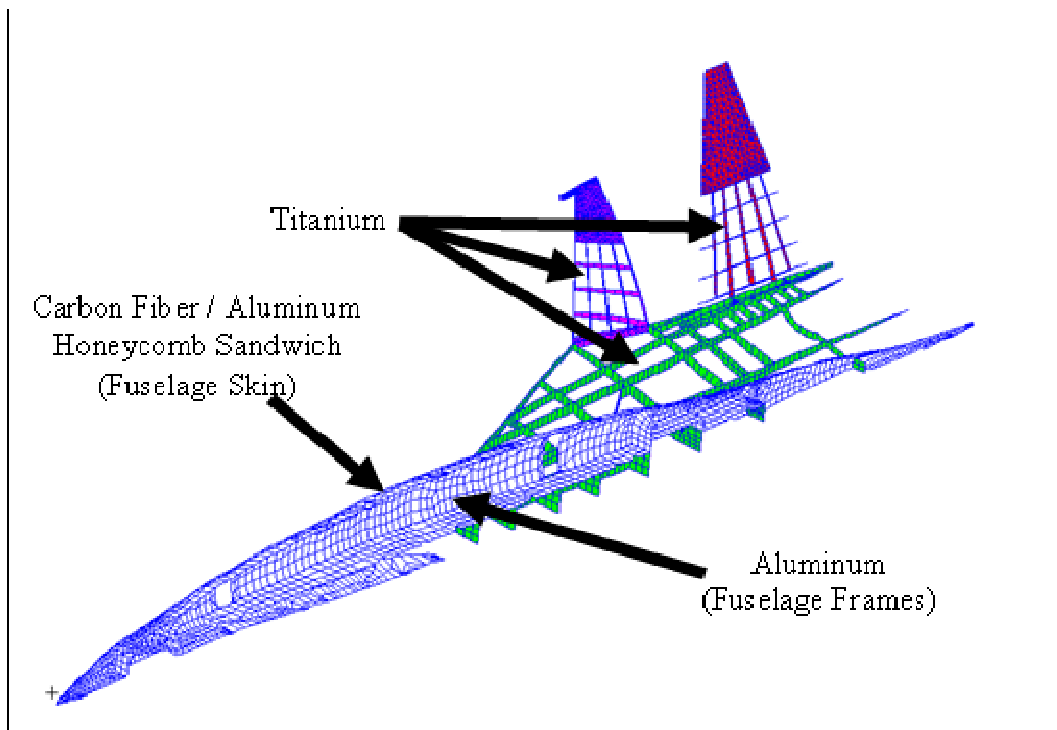 Titanium
Carbon Fiber / Aluminum
Honeycomb Sandwich
(Fuselage Skin)
Aluminum
(Fuselage Frames)